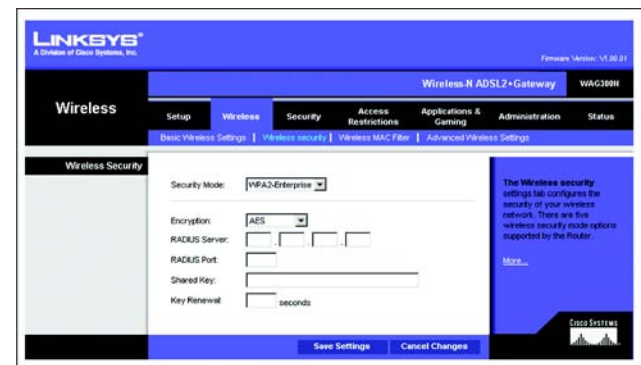 LINKSYS®
A Division of Cisco Systems, Inc.
Firmware Version: V1.00.01
Wireless-N ADSL2+Gateway WAG300N
Wireless
Setup Wireless Security Access Restrictions Applications & Gaming Administration Status
Basic Wireless Settings | Wireless security | Wireless MAC Filter | Advanced Wireless Settings
Wireless Security
Security Mode: WPA2-Enterprise
Encryption: AES
RADIUS Server: . . .
RADIUS Port:
Shared Key:
Key Renewal: seconds
The Wireless security
settings tab configures the
security of your wireless
network. There are five
wireless security mode options
supported by the Router.
More...
Save Settings Cancel Changes
CISCO SYSTEMS